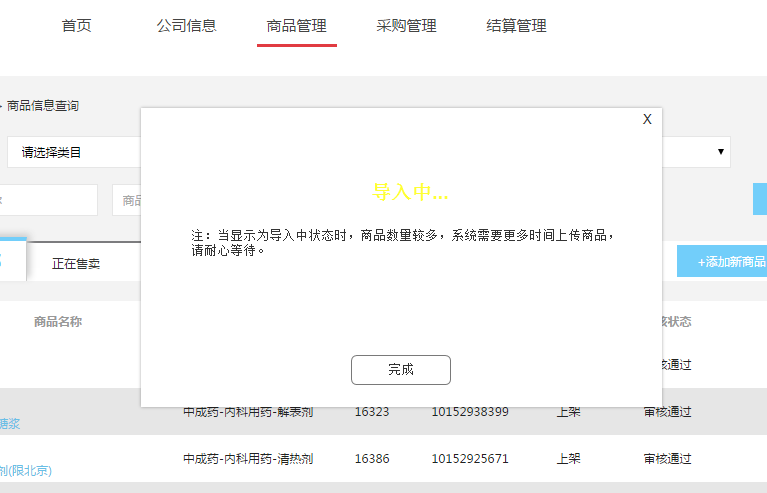 首页 公司信息 商品管理 采购管理 结算管理
商品信息查询
X
请选择类目
导入中...
商品
注：当显示为导入中状态时，商品数量较多，系统需要更多时间上传商品，
请耐心等待。
正在售卖
+添加新商品
商品名称
核状态
完成
核通过
糖浆 中成药-内科用药-解表剂 16323 10152938399 上架 审核通过
剂(限北京) 中成药-内科用药-清热剂 16386 10152925671 上架 审核通过